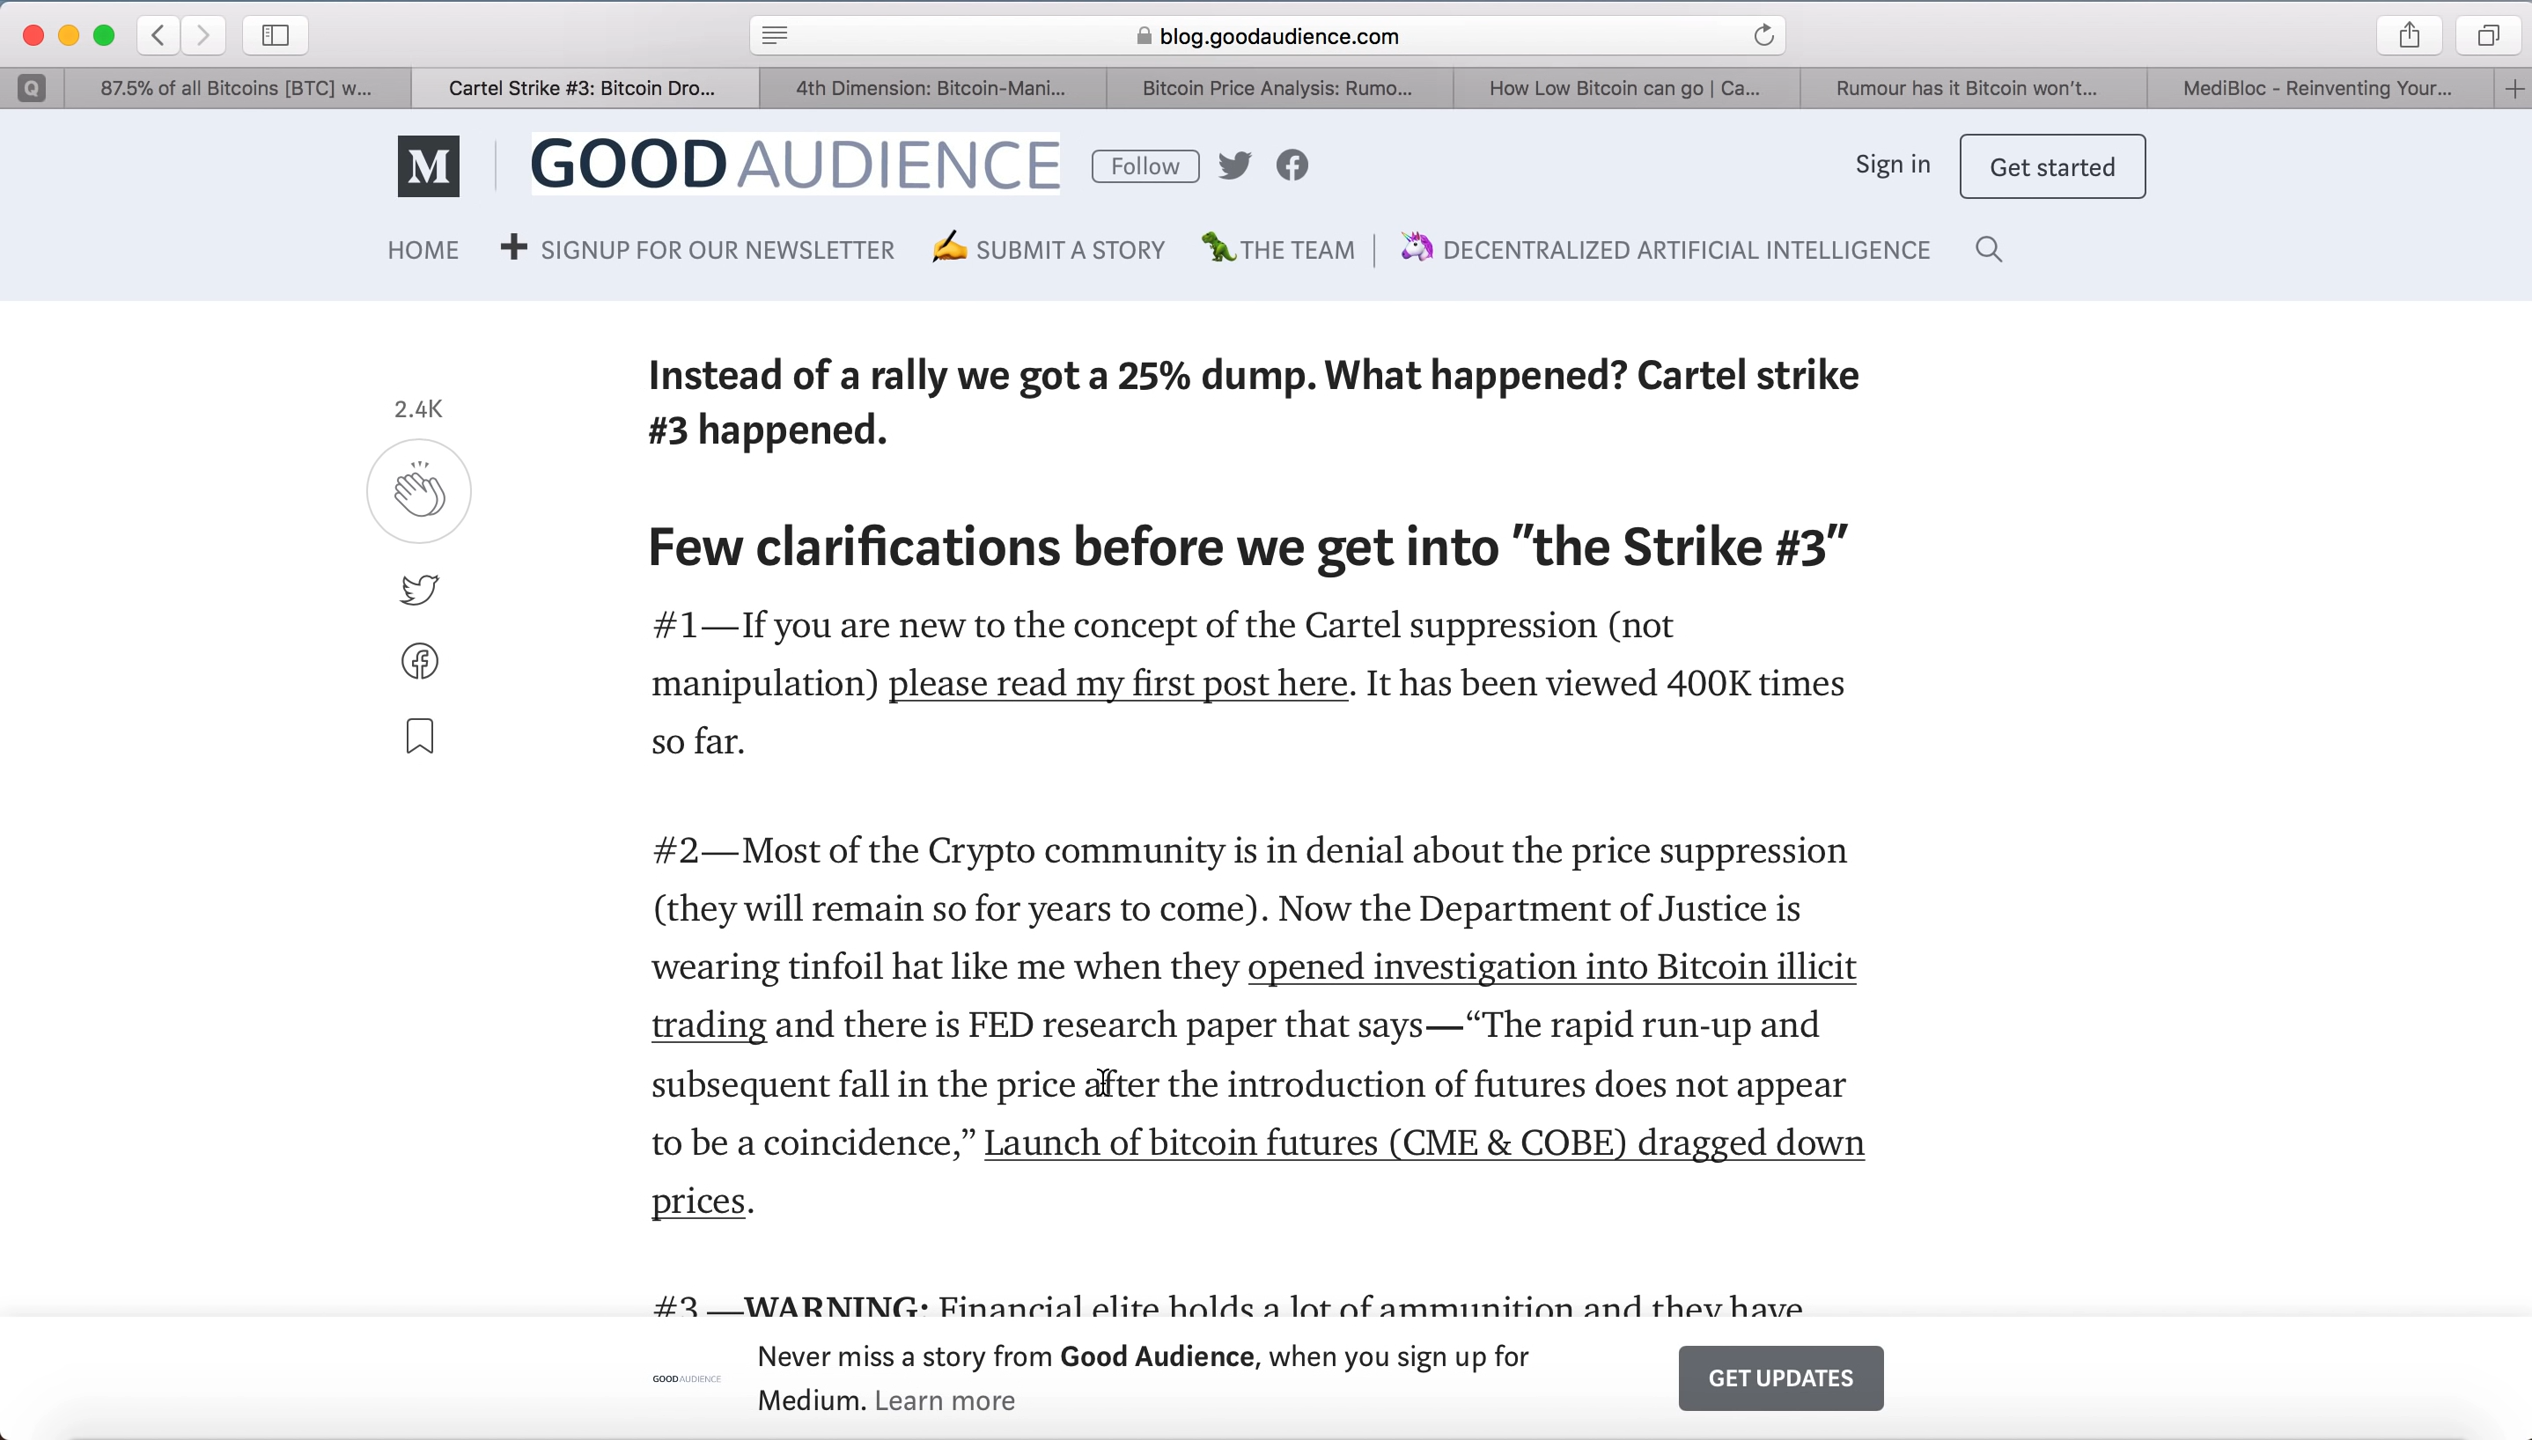 blog.goodaudience.com
Q
87.5% of all Bitcoins [BTC] w...
Cartel Strike #3: Bitcoin Dro...
4th Dimension: Bitcoin-Mani...
Bitcoin Price Analysis: Rumo...
How Low Bitcoin can go | Ca...
Rumour has it Bitcoin won't...
MediBloc - Reinventing Your...
M
GOODAUDIENCE
Follow
Sign in
Get started
HOME
SIGNUP FOR OUR NEWSLETTER
SUBMIT A STORY
THE TEAM
DECENTRALIZED ARTIFICIAL INTELLIGENCE
2.4K
Instead of a rally we got a 25% dump. What happened? Cartel strike
#3 happened.
Few clarifications before we get into "the Strike #3"
#1—If you are new to the concept of the Cartel suppression (not
manipulation) please read my first post here. It has been viewed 400K times
so far.
#2—Most of the Crypto community is in denial about the price suppression
(they will remain so for years to come). Now the Department of Justice is
wearing tinfoil hat like me when they opened investigation into Bitcoin illicit
trading and there is FED research paper that says—“The rapid run-up and
subsequent fall in the price after the introduction of futures does not appear
to be a coincidence,” Launch of bitcoin futures (CME & COBE) dragged down
prices.
#3 —WARNING: Financial elite holds a lot of ammunition and they have
GOODAUDIENCE
Never miss a story from Good Audience, when you sign up for
Medium. Learn more
GET UPDATES